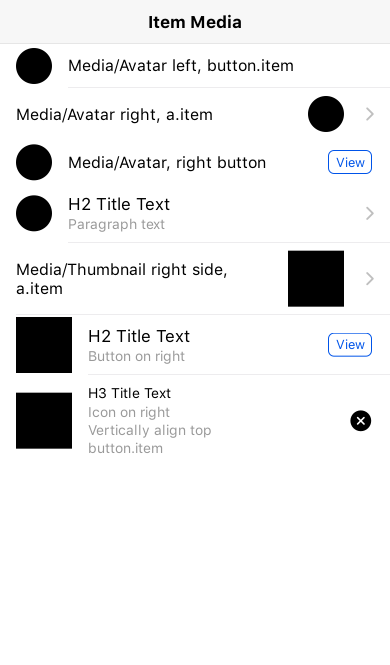 Item Media
Media/Avatar left, button.item
Media/Avatar right, a.item
Media/Avatar, right button
View
H2 Title Text
Paragraph text
Media/Thumbnail right side,
a.item
H2 Title Text
Button on right
View
H3 Title Text
Icon on right
Vertically align top
button.item